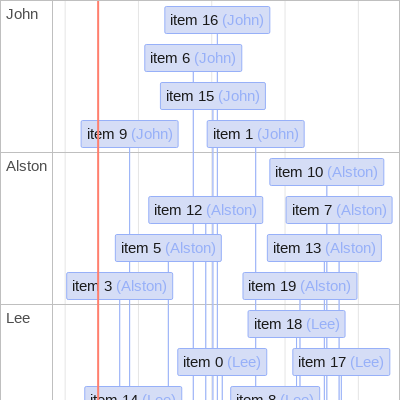 John
item 16 (John)
item 6 (John)
item 15 (John)
item 9 (John)
item 1 (John)
Alston
item 10 (Alston)
item 12 (Alston)
item 7 (Alston)
item 5 (Alston)
item 13 (Alston)
item 3 (Alston)
item 19 (Alston)
Lee
item 18 (Lee)
item 0 (Lee)
item 17 (Lee)
item 14 (Lee)
item 8 (Lee)